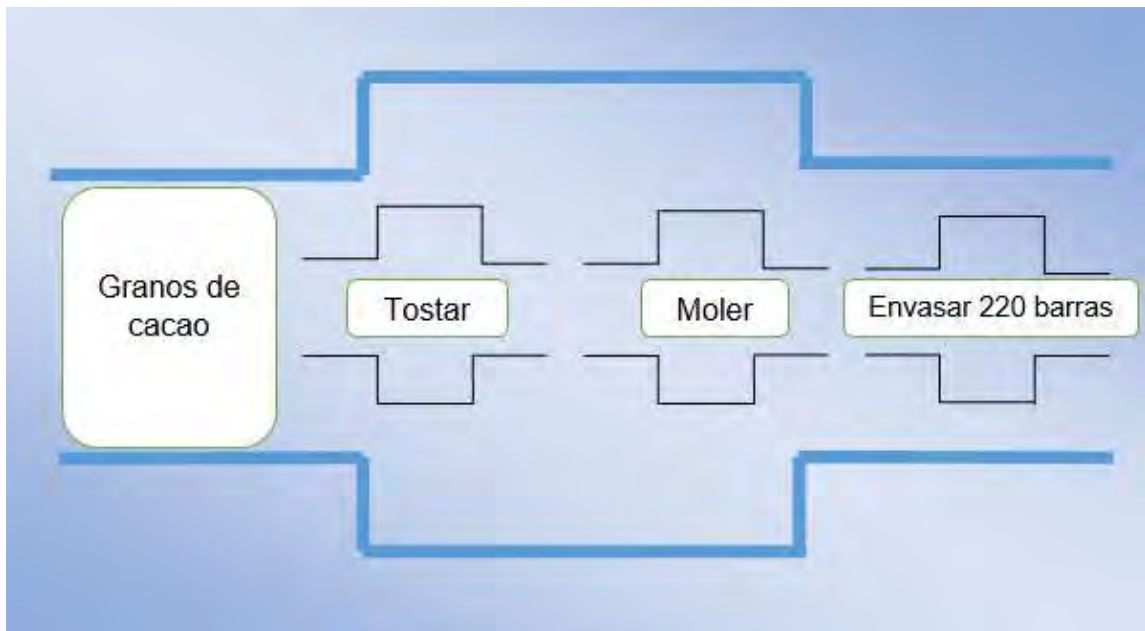 Granos de
cacao
Tostar
Moler
Envasar 220 barras